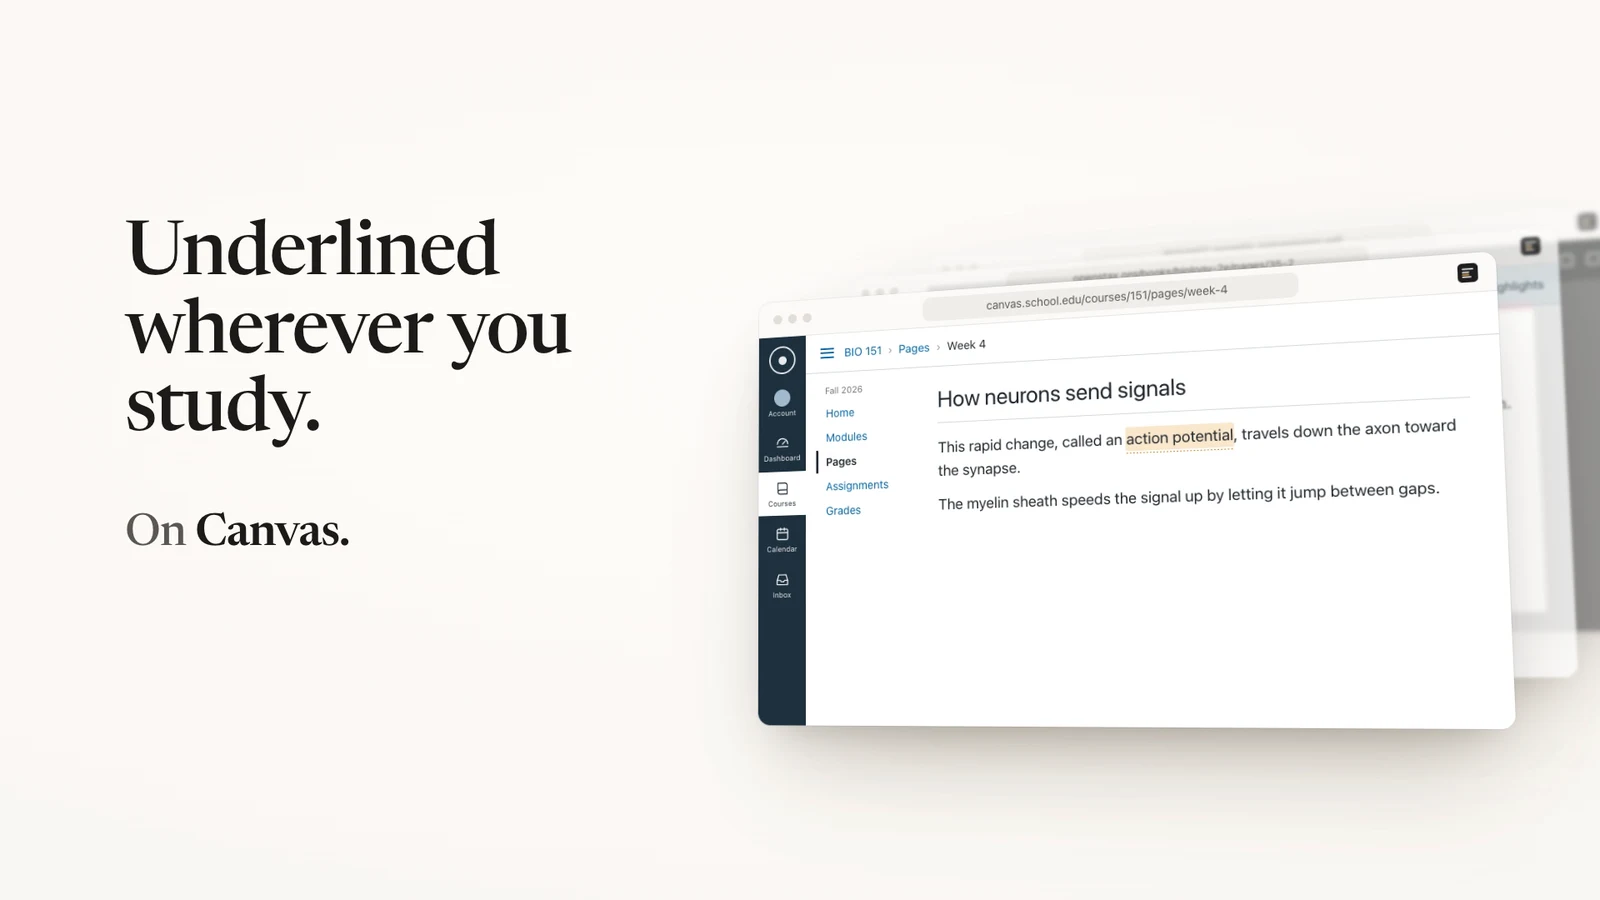 Underlined
wherever you
study.
On Canvas.
canvas.school.edu/courses/151/pages/week-4
BIO 151 › Pages › Week 4
Account
Dashboard
Courses
Calendar
Inbox
Fall 2026
Home
Modules
Pages
Assignments
Grades
How neurons send signals
This rapid change, called an action potential, travels down the axon toward
the synapse.
The myelin sheath speeds the signal up by letting it jump between gaps.